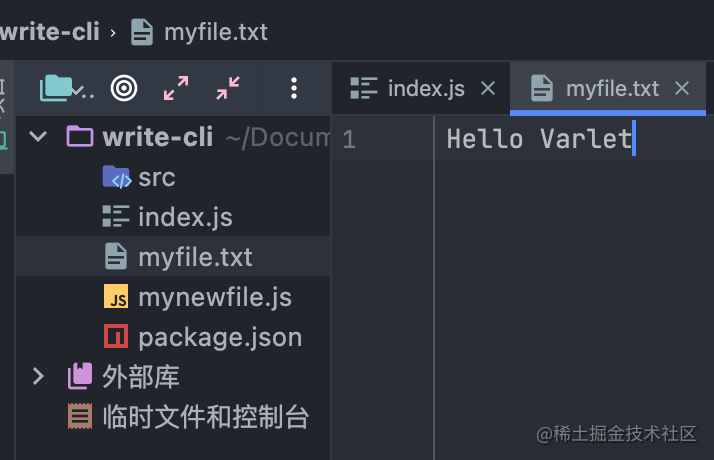 write-cli › myfile.txt
index.js
myfile.txt
write-cli ~/Docum
src
index.js
myfile.txt
mynewfile.js
package.json
外部库
临时文件和控制台
1 Hello Varlet
@稀土掘金技术社区